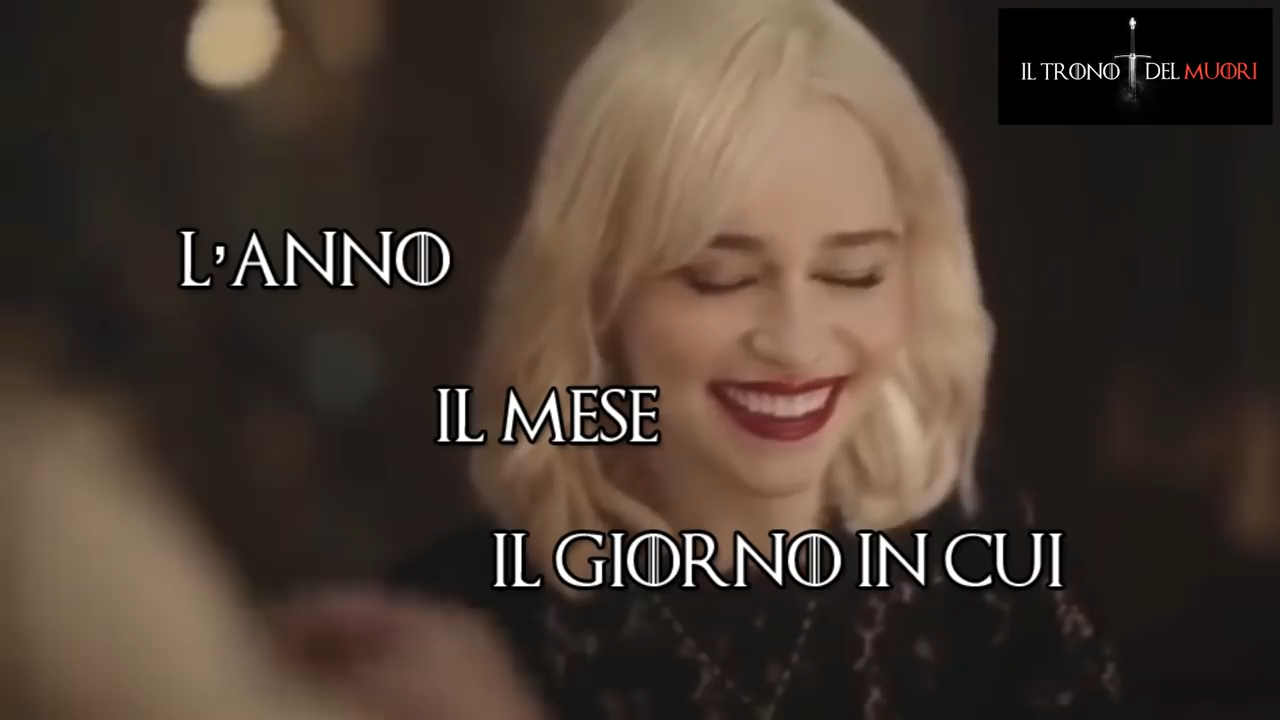 IL TRONO DEL MUORI
L'ANNO
IL MESE
IL GIORNO IN CUI